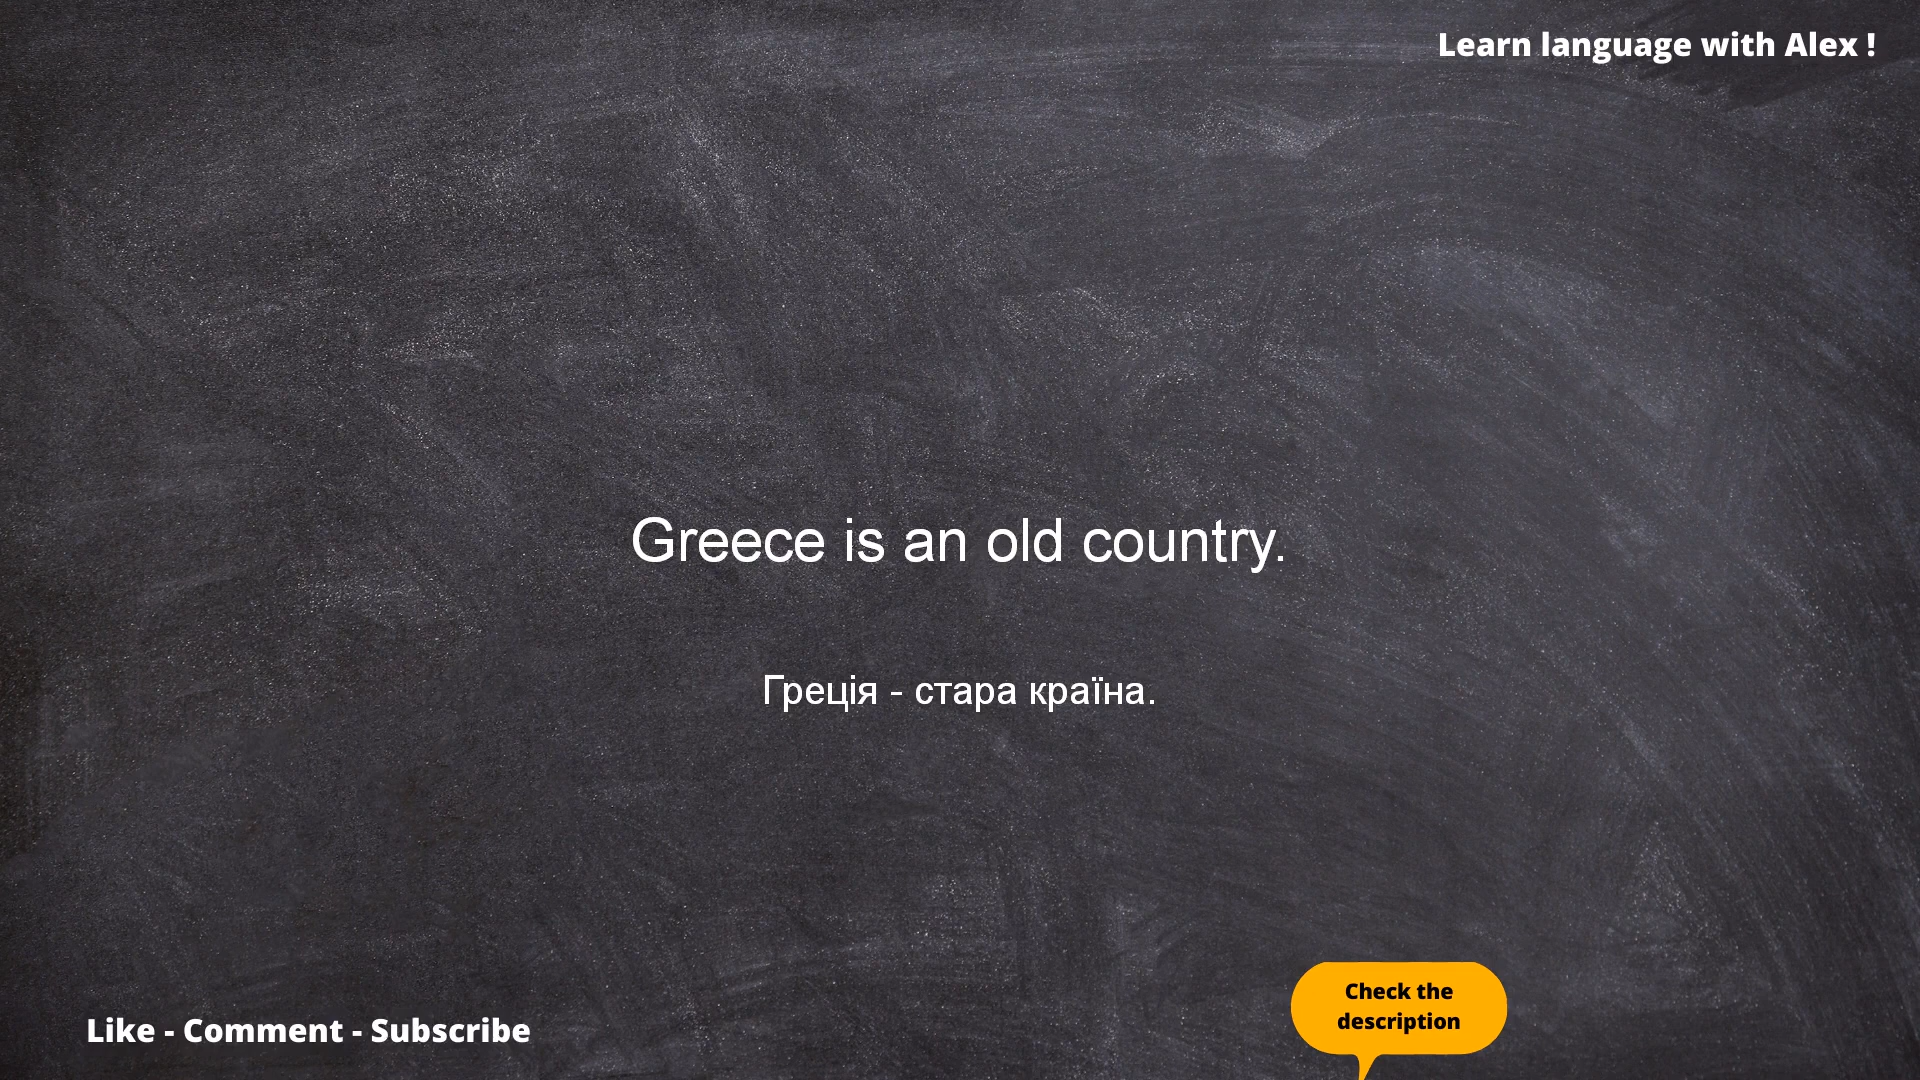 Learn language with Alex !
Greece is an old country.
Греція - стара країна.
Check the
description
Like - Comment - Subscribe